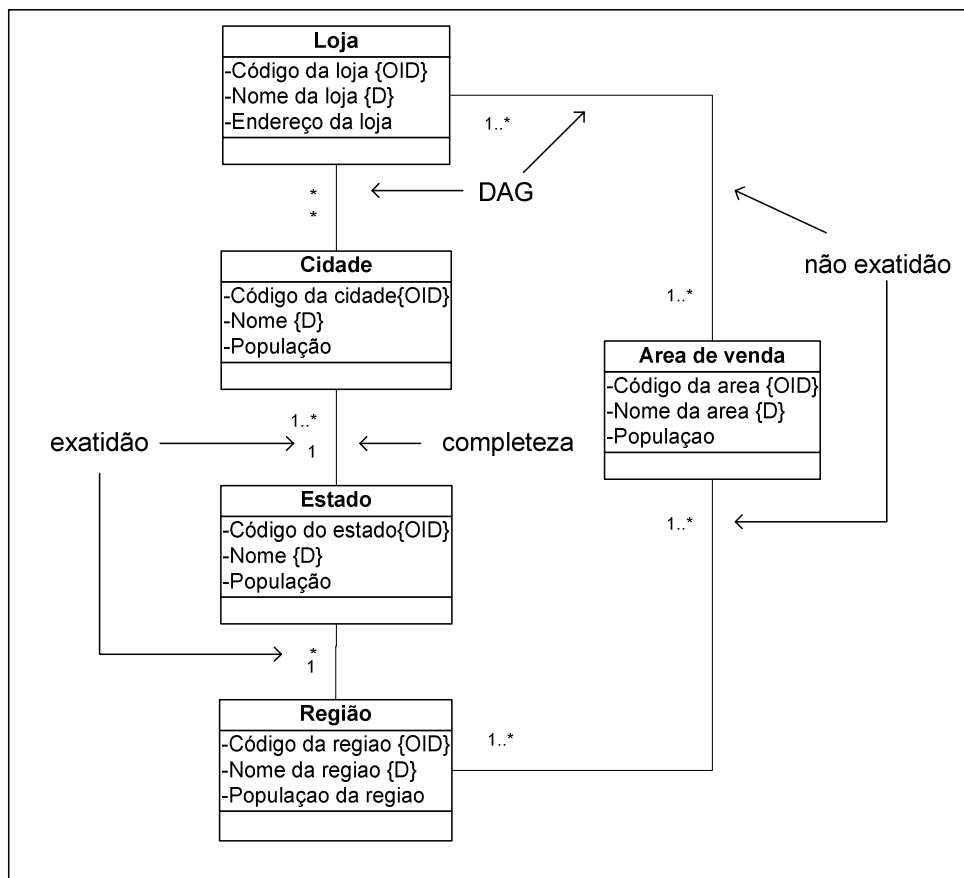 Loja
-Código da loja {OID}
-Nome da loja {D}
-Endereço da loja
1..*
DAG
*
*
não exatidão
Cidade
-Código da cidade{OID}
-Nome {D}
-População
1..*
Area de venda
-Código da area {OID}
-Nome da area {D}
-Populaçao
exatidão
1..*
1
completeza
Estado
-Código do estado{OID}
-Nome {D}
-População
1..*
*
1
Região
-Código da regiao {OID}
-Nome da regiao {D}
-Populaçao da regiao
1..*